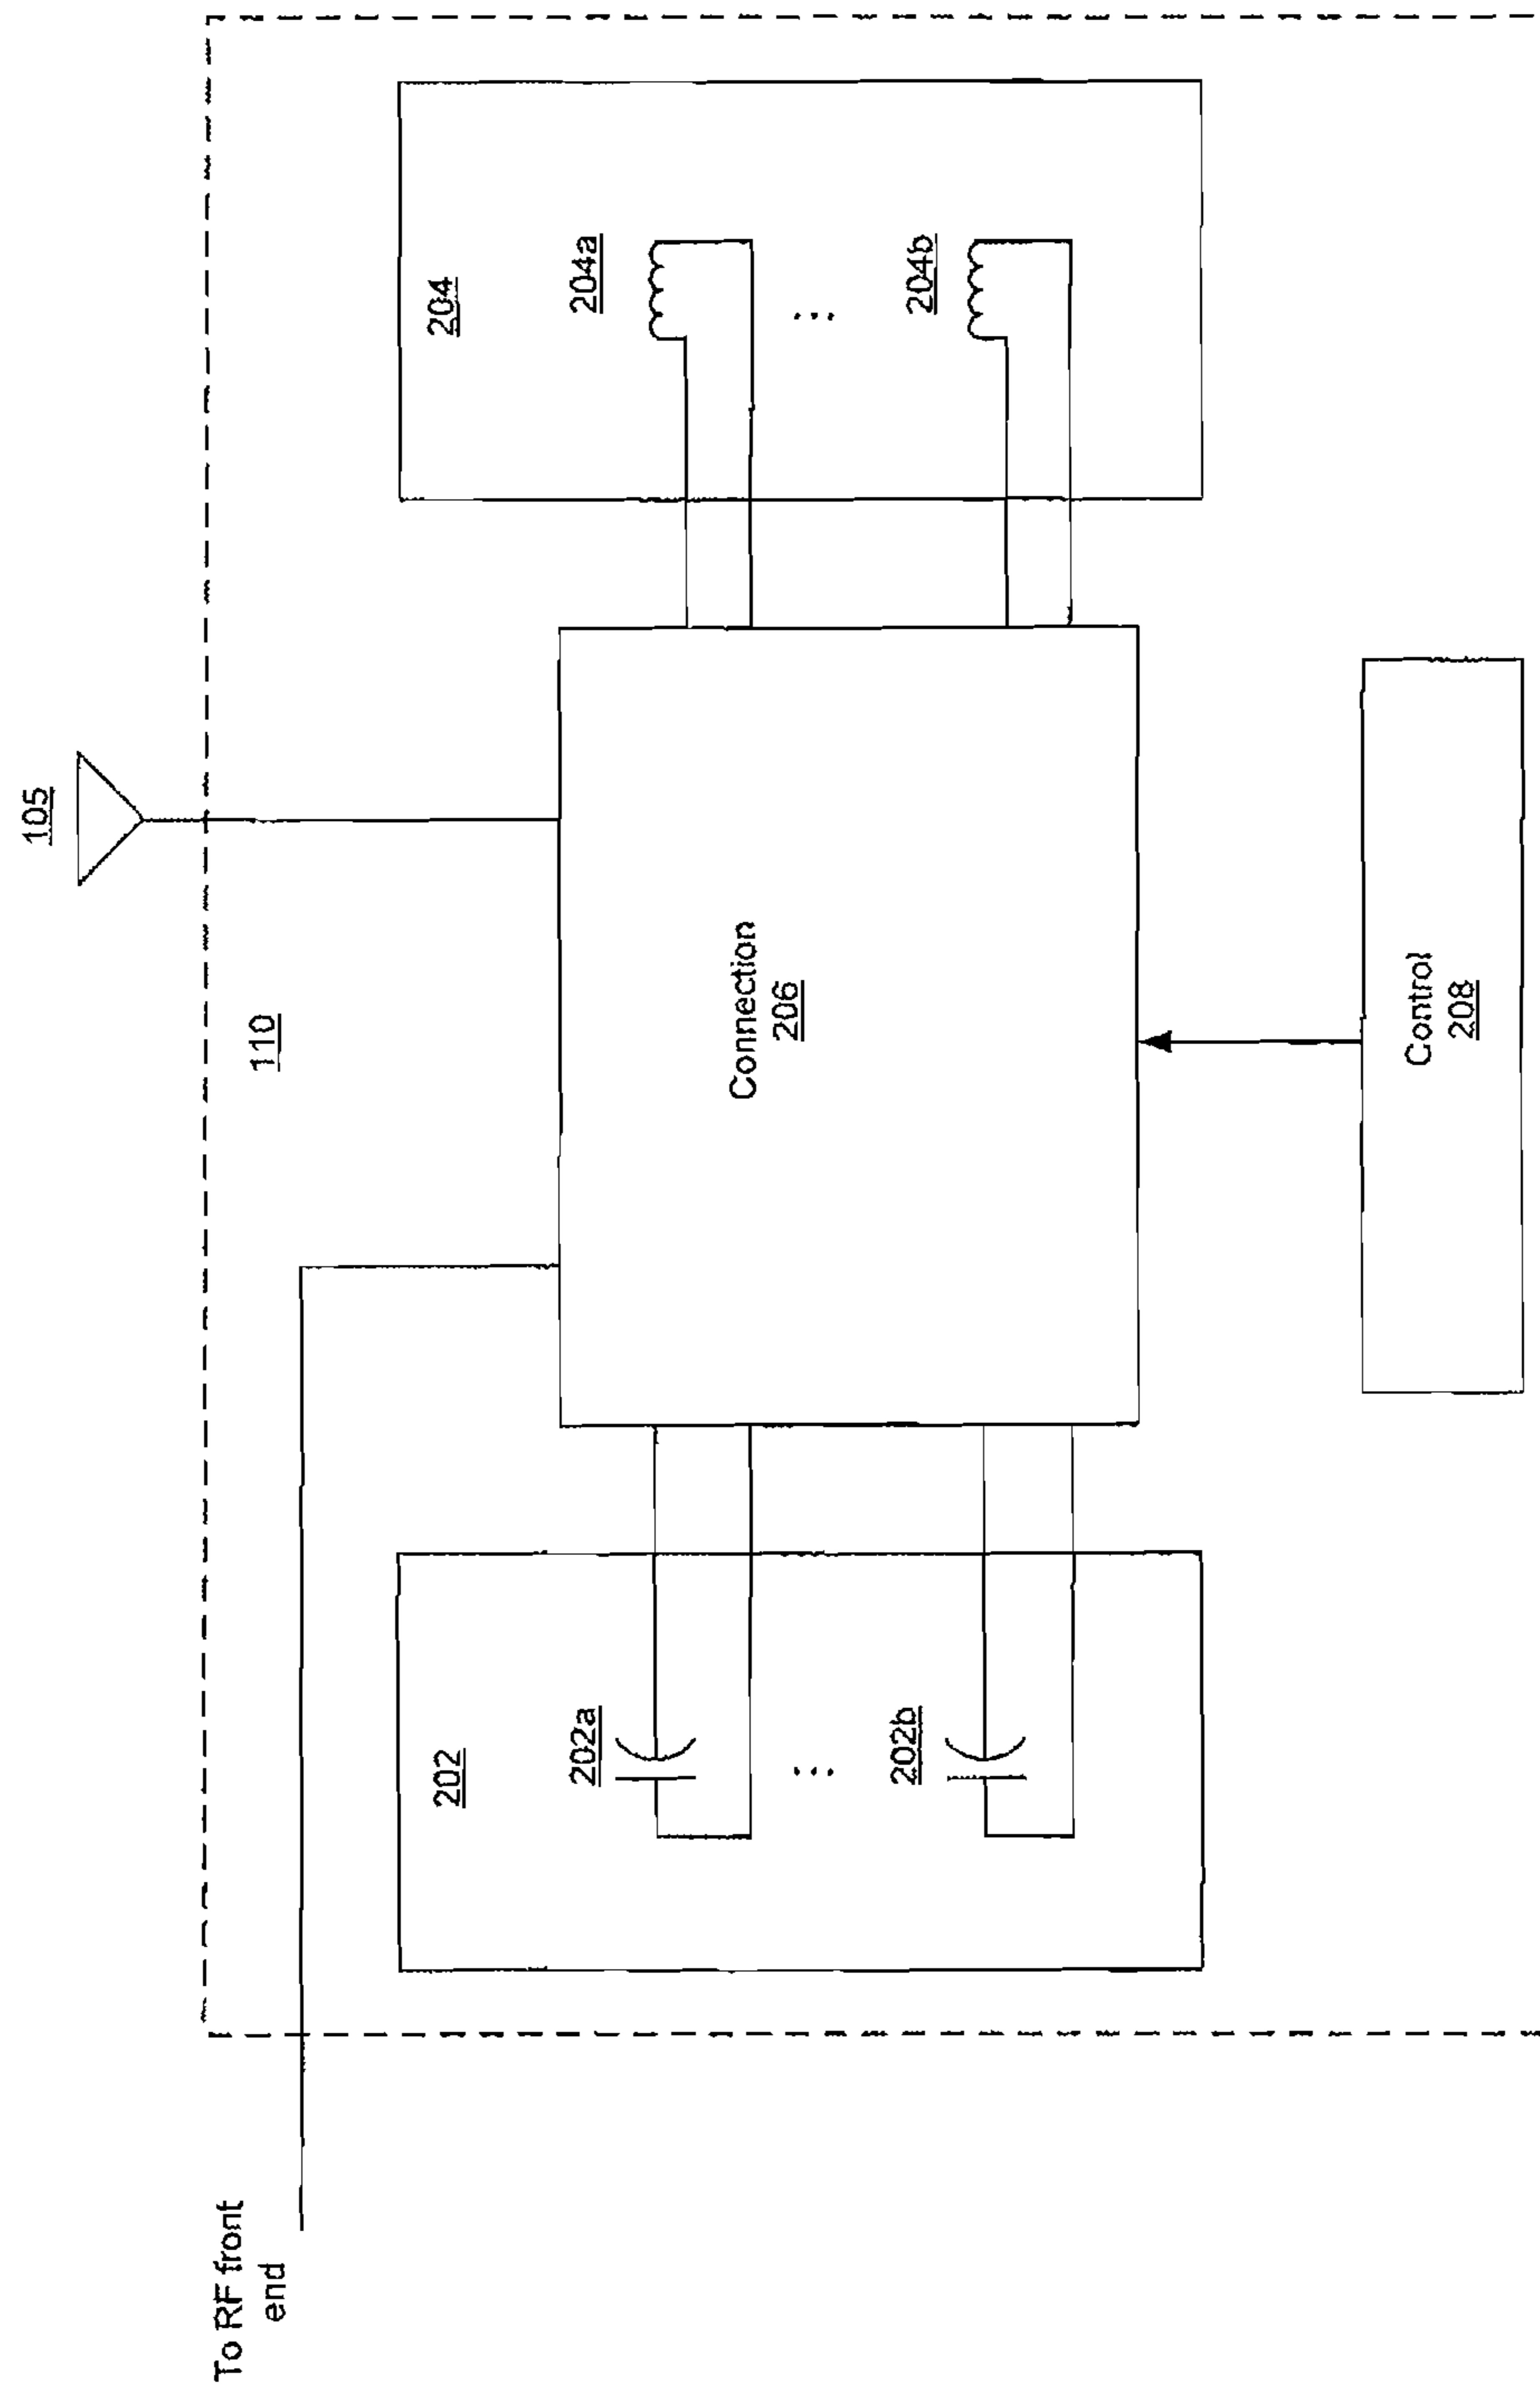 105
To RF front
end
110
202
204
202a
204a
Connection
206
...
...
202b
204b
Control
208